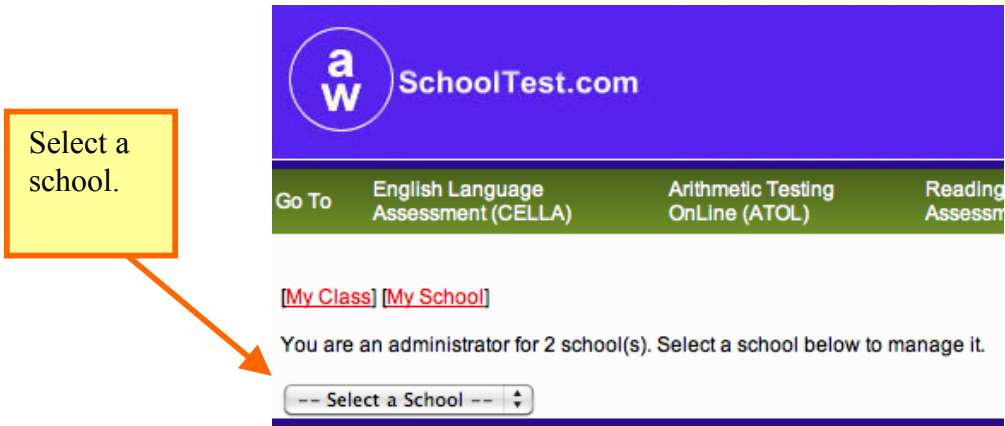 a
w
SchoolTest.com
Select a
school.
Go To
English Language
Assessment (CELLA)
Arithmetic Testing
OnLine (ATOL)
Reading
[My Class] [My School]
You are an administrator for 2 school(s). Select a school below to manage it.
-- Select a School --